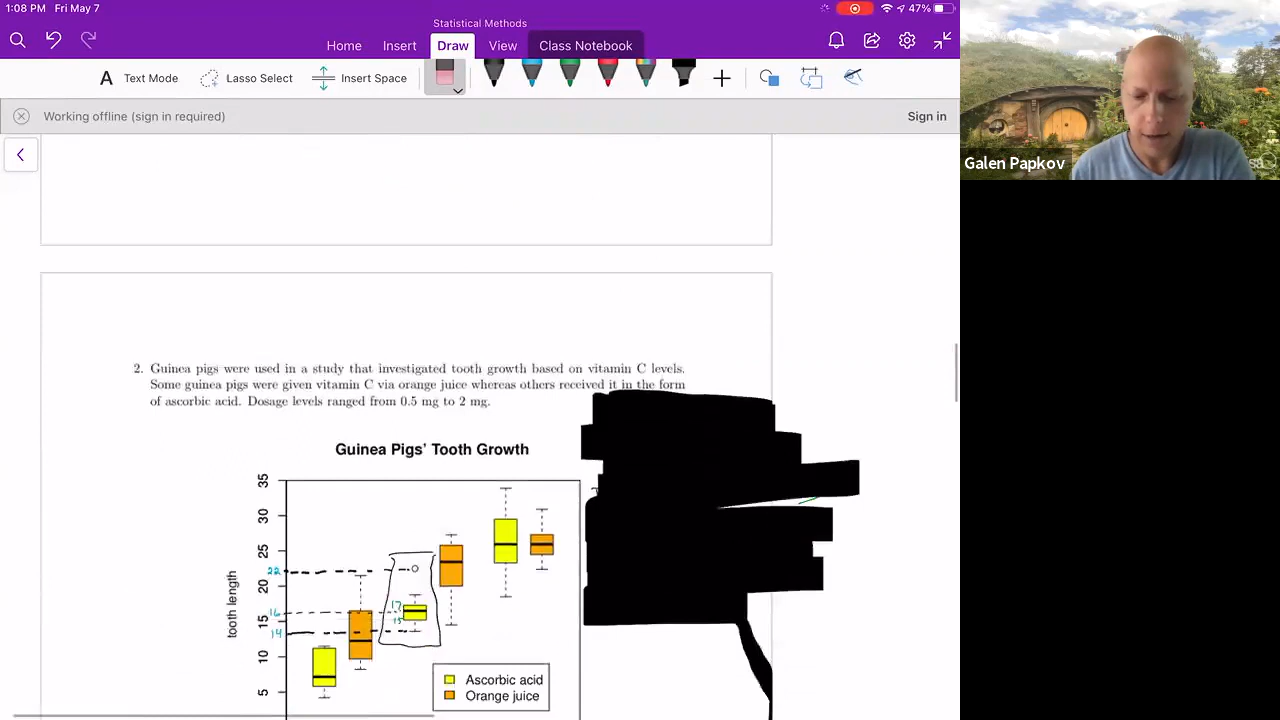 1:08 PM Fri May 7
Statistical Methods
47%
Home Insert Draw View Class Notebook
Text Mode Lasso Select Insert Space
Working offline (sign in required) Sign in
Galen Papkov
2. Guinea pigs were used in a study that investigated tooth growth based on vitamin C levels.
Some guinea pigs were given vitamin C via orange juice whereas others received it in the form
of ascorbic acid. Dosage levels ranged from 0.5 mg to 2 mg.
Guinea Pigs' Tooth Growth
35
30
25
22
20
17
16
15
15
14
10
5
tooth length
Ascorbic acid
Orange juice